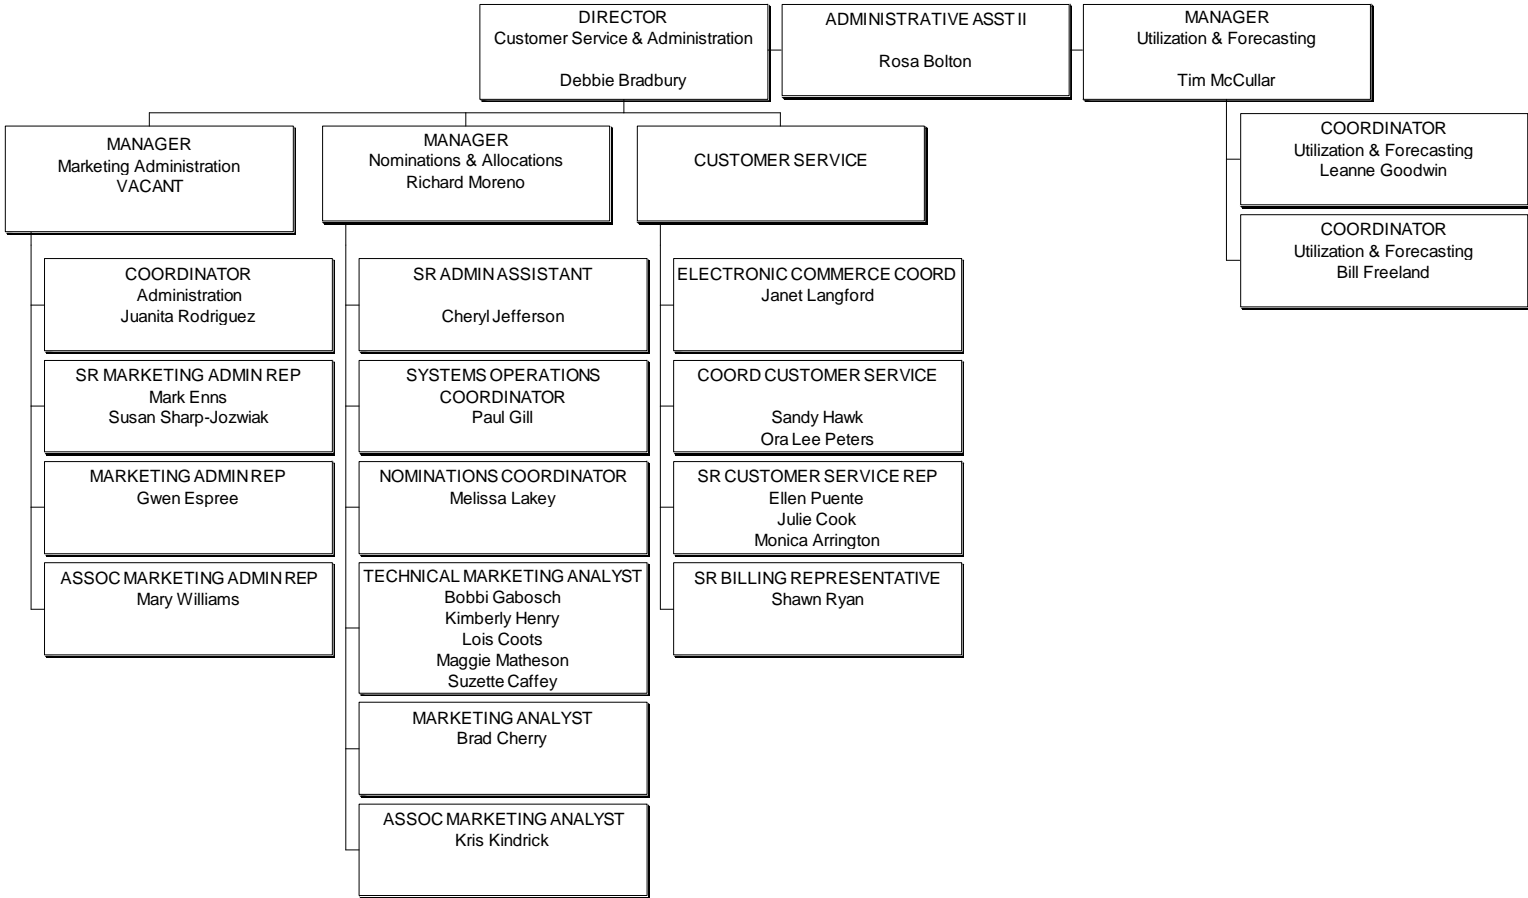 DIRECTOR
Customer Service & Administration
Debbie Bradbury
ADMINISTRATIVE ASST II
Rosa Bolton
MANAGER
Utilization & Forecasting
Tim McCullar
COORDINATOR
Utilization & Forecasting
Leanne Goodwin
COORDINATOR
Utilization & Forecasting
Bill Freeland
MANAGER
Marketing Administration
VACANT
COORDINATOR
Administration
Juanita Rodriguez
SR MARKETING ADMIN REP
Mark Enns
Susan Sharp-Jozwiak
MARKETING ADMIN REP
Gwen Espree
ASSOC MARKETING ADMIN REP
Mary Williams
MANAGER
Nominations & Allocations
Richard Moreno
SR ADMIN ASSISTANT
Cheryl Jefferson
SYSTEMS OPERATIONS
COORDINATOR
Paul Gill
NOMINATIONS COORDINATOR
Melissa Lakey
TECHNICAL MARKETING ANALYST
Bobbi Gabosch
Kimberly Henry
Lois Coots
Maggie Matheson
Suzette Caffey
MARKETING ANALYST
Brad Cherry
ASSOC MARKETING ANALYST
Kris Kindrick
CUSTOMER SERVICE
ELECTRONIC COMMERCE COORD
Janet Langford
COORD CUSTOMER SERVICE
Sandy Hawk
Ora Lee Peters
SR CUSTOMER SERVICE REP
Ellen Puente
Julie Cook
Monica Arrington
SR BILLING REPRESENTATIVE
Shawn Ryan